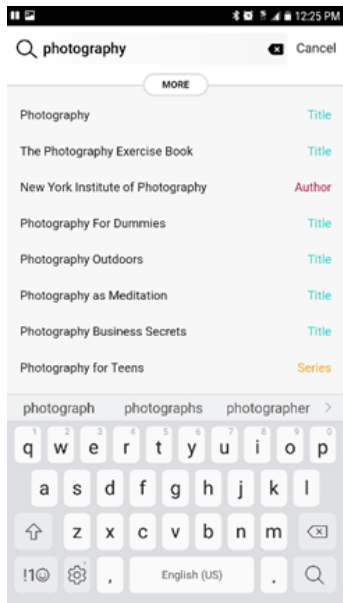 12:25 PM
photography Cancel
MORE
Photography Title
The Photography Exercise Book Title
New York Institute of Photography Author
Photography For Dummies Title
Photography Outdoors Title
Photography as Meditation Title
Photography Business Secrets Title
Photography for Teens Series
photograph photographs photographer >
1 2 3 4 5 6 7 8 9 0
q w e r t y u i o p
a s d f g h j k l
z x c v b n m
!1☺ , English (US) .